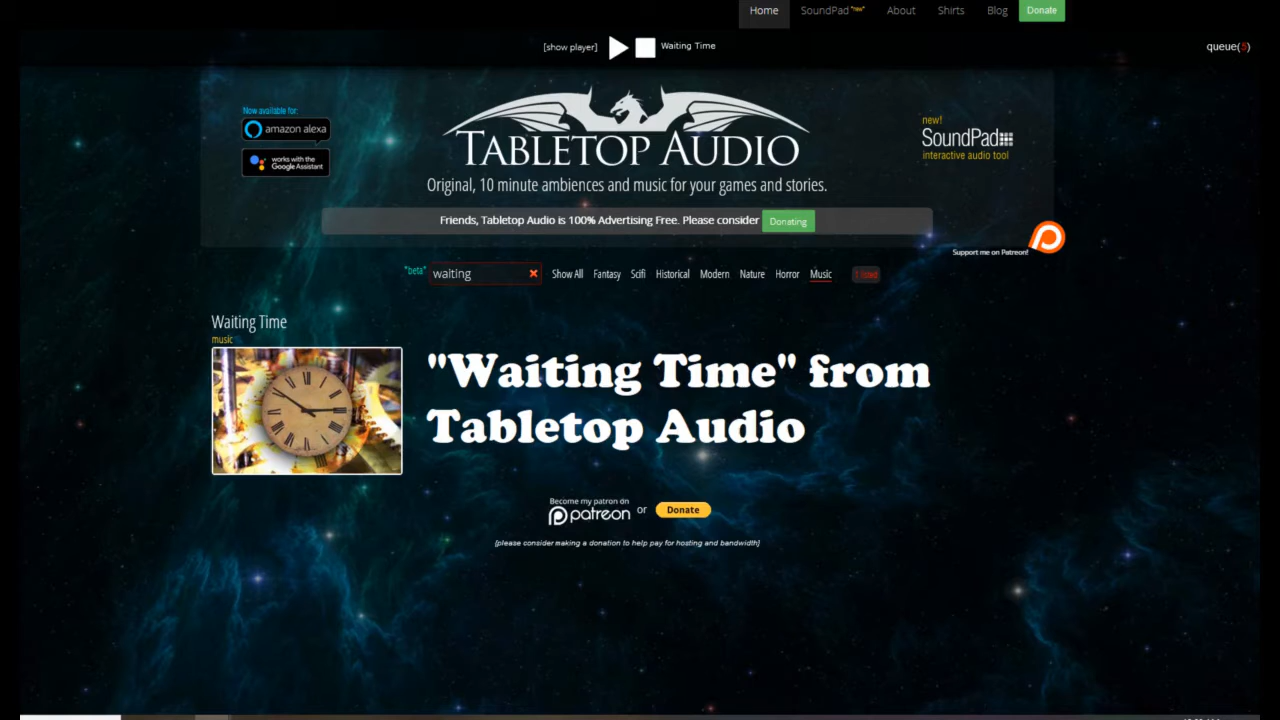 Home SoundPad *new* About Shirts Blog Donate
[show player] Waiting Time queue(5)
Now available for:
amazon alexa
works with the
Google Assistant
TABLETOP AUDIO
Original, 10 minute ambiences and music for your games and stories.
new!
SoundPad
interactive audio tool
Friends, Tabletop Audio is 100% Advertising Free. Please consider Donating
Support me on Patreon!
*beta* waiting Show All Fantasy Scifi Historical Modern Nature Horror Music 1 listed
Waiting Time
music
"Waiting Time" from
Tabletop Audio
Become my patron on
patreon or Donate
[please consider making a donation to help pay for hosting and bandwidth]